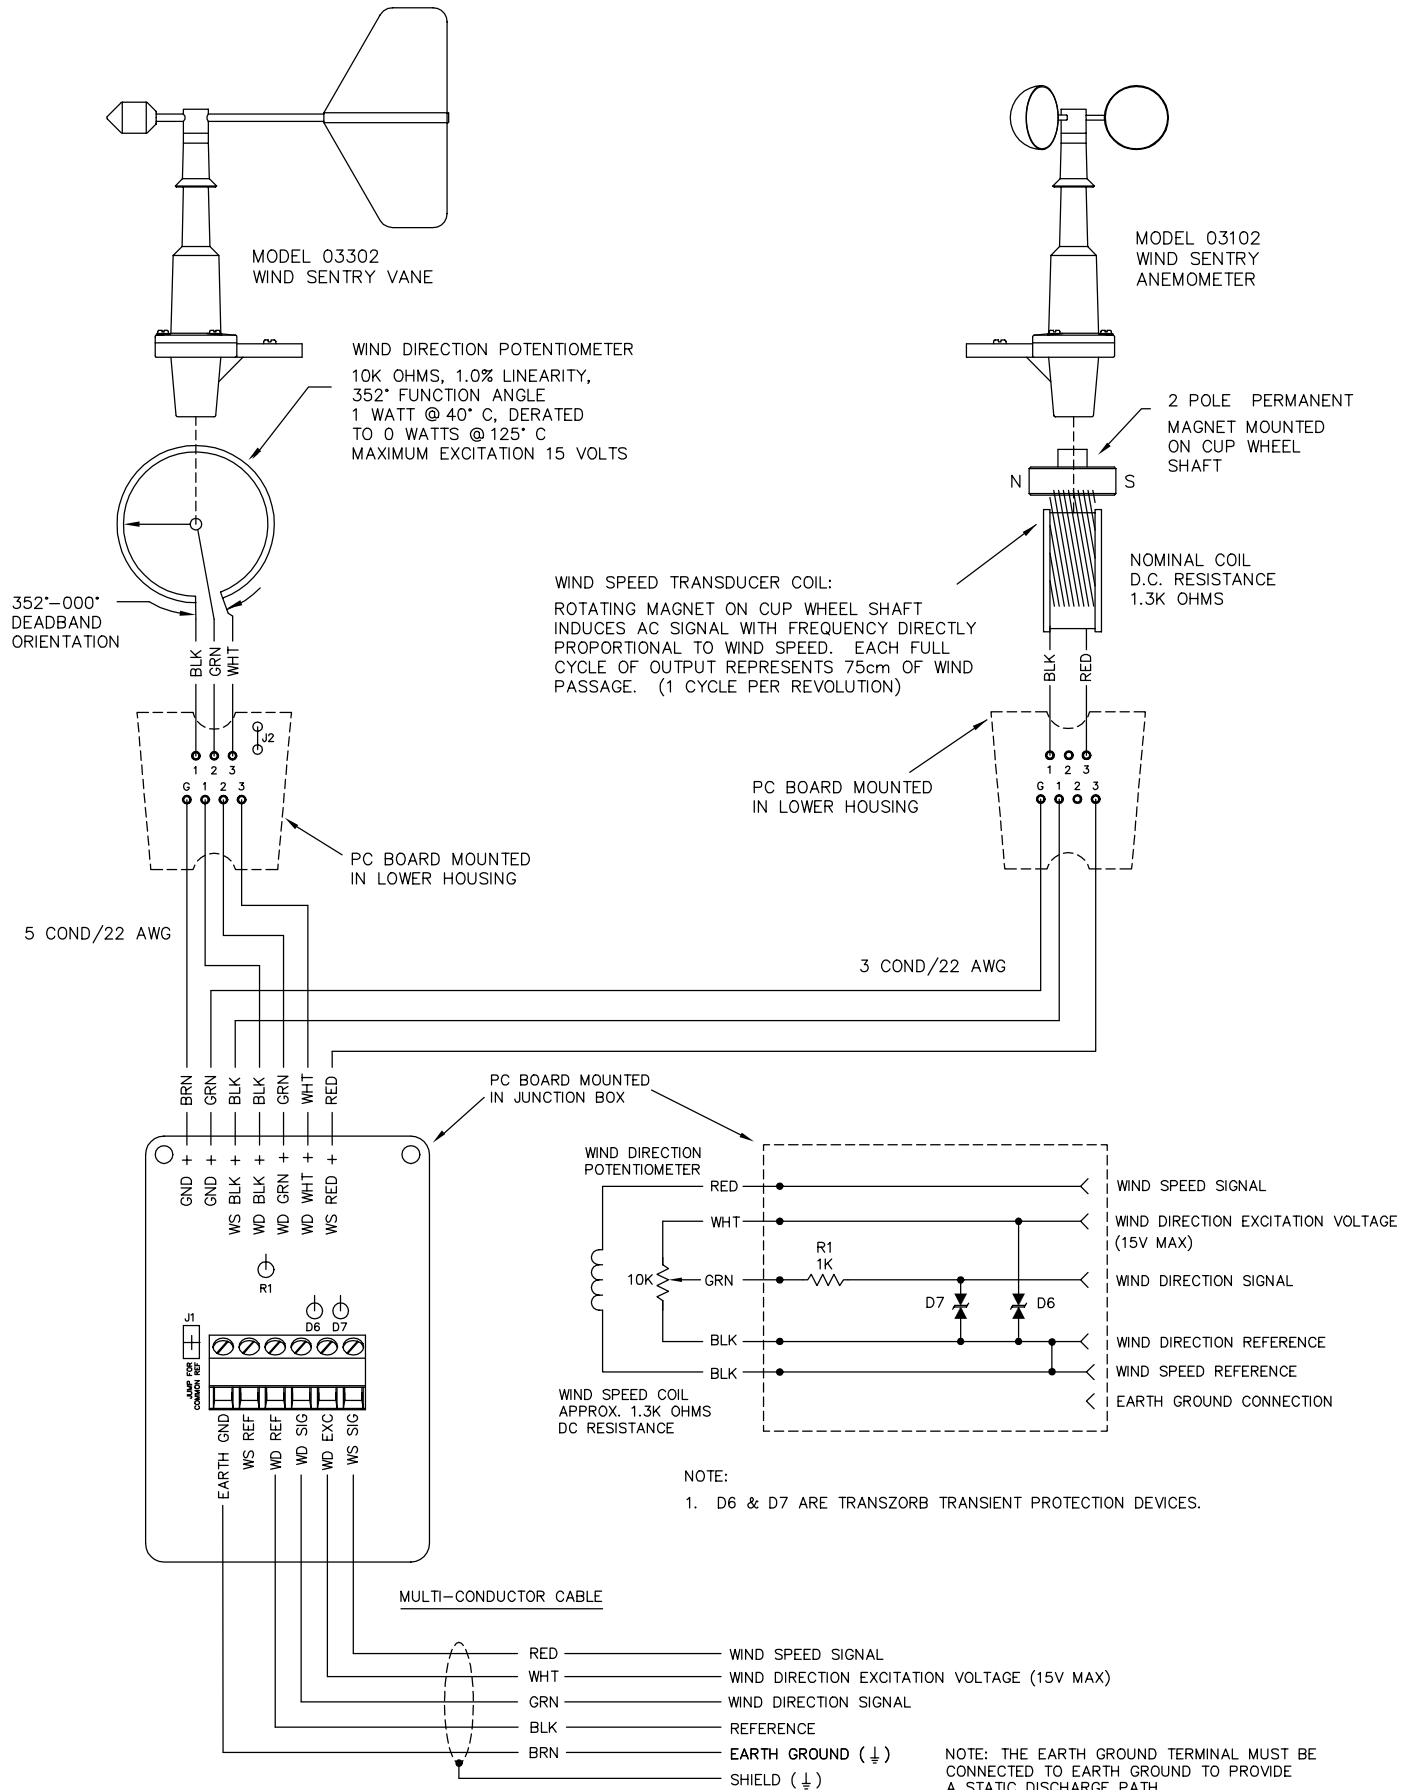 MODEL 03302
WIND SENTRY VANE
MODEL 03102
WIND SENTRY
ANEMOMETER
WIND DIRECTION POTENTIOMETER
10K OHMS, 1.0% LINEARITY,
352° FUNCTION ANGLE
1 WATT @ 40° C, DERATED
TO 0 WATTS @ 125° C
MAXIMUM EXCITATION 15 VOLTS
2 POLE PERMANENT
MAGNET MOUNTED
ON CUP WHEEL
SHAFT
N
S
NOMINAL COIL
D.C. RESISTANCE
1.3K OHMS
WIND SPEED TRANSDUCER COIL:
ROTATING MAGNET ON CUP WHEEL SHAFT
INDUCES AC SIGNAL WITH FREQUENCY DIRECTLY
PROPORTIONAL TO WIND SPEED. EACH FULL
CYCLE OF OUTPUT REPRESENTS 75cm OF WIND
PASSAGE. (1 CYCLE PER REVOLUTION)
352°-000°
DEADBAND
ORIENTATION
BLK
GRN
WHT
BLK
RED
J2
1 2 3
G 1 2 3
1 2 3
G 1 2 3
PC BOARD MOUNTED
IN LOWER HOUSING
PC BOARD MOUNTED
IN LOWER HOUSING
5 COND/22 AWG
3 COND/22 AWG
BRN
GRN
BLK
BLK
GRN
WHT
RED
PC BOARD MOUNTED
IN JUNCTION BOX
GND +
GND +
WS BLK +
WD BLK +
WD GRN +
WD WHT +
WS RED +
R1
D6 D7
J1
JUMP FOR
COMMON REF
EARTH GND
WS REF
WD REF
WD SIG
WD EXC
WS SIG
WIND DIRECTION
POTENTIOMETER
RED
WIND SPEED SIGNAL
WHT
WIND DIRECTION EXCITATION VOLTAGE
(15V MAX)
R1
1K
10K
GRN
WIND DIRECTION SIGNAL
D7
D6
BLK
WIND DIRECTION REFERENCE
BLK
WIND SPEED REFERENCE
EARTH GROUND CONNECTION
WIND SPEED COIL
APPROX. 1.3K OHMS
DC RESISTANCE
NOTE:
1. D6 & D7 ARE TRANSZORB TRANSIENT PROTECTION DEVICES.
MULTI-CONDUCTOR CABLE
RED WIND SPEED SIGNAL
WHT WIND DIRECTION EXCITATION VOLTAGE (15V MAX)
GRN WIND DIRECTION SIGNAL
BLK REFERENCE
BRN EARTH GROUND (⏚)
SHIELD (⏚)
NOTE: THE EARTH GROUND TERMINAL MUST BE
CONNECTED TO EARTH GROUND TO PROVIDE
A STATIC DISCHARGE PATH